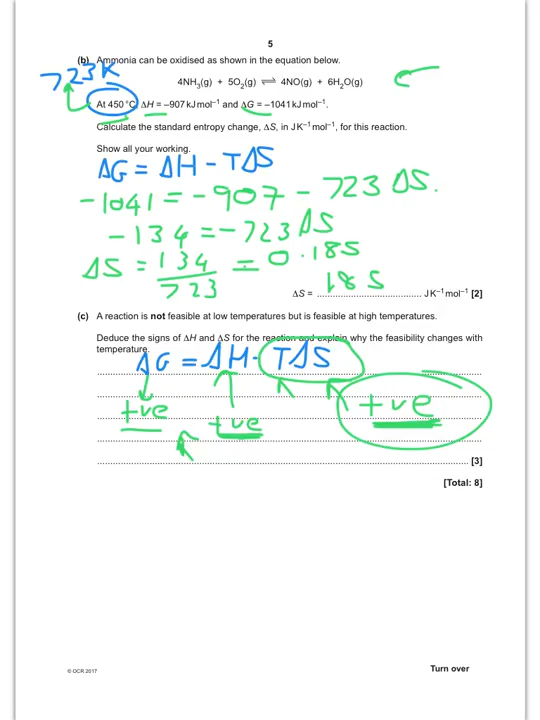 5
(b) Ammonia can be oxidised as shown in the equation below.
723K
4NH₃(g) + 5O₂(g) ⇌ 4NO(g) + 6H₂O(g)
At 450 °C, ΔH = –907 kJ mol⁻¹ and ΔG = –1041 kJ mol⁻¹.
Calculate the standard entropy change, ΔS, in J K⁻¹ mol⁻¹, for this reaction.
Show all your working.
ΔG = ΔH - TΔS
-1041 = -907 - 723 ΔS.
-134 = -723 ΔS
ΔS = 134/723 = 0.185
185
ΔS = ........................................ J K⁻¹ mol⁻¹ [2]
(c) A reaction is not feasible at low temperatures but is feasible at high temperatures.
Deduce the signs of ΔH and ΔS for the reaction and explain why the feasibility changes with
temperature.
ΔG = ΔH - TΔS
+ve +ve +ve
[3]
[Total: 8]
© OCR 2017 Turn over